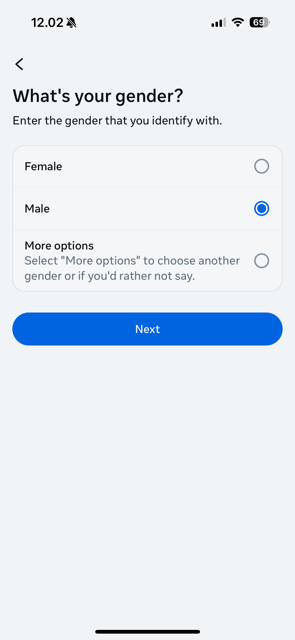 12.02
69
What's your gender?
Enter the gender that you identify with.
Female
Male
More options
Select "More options" to choose another
gender or if you'd rather not say.
Next